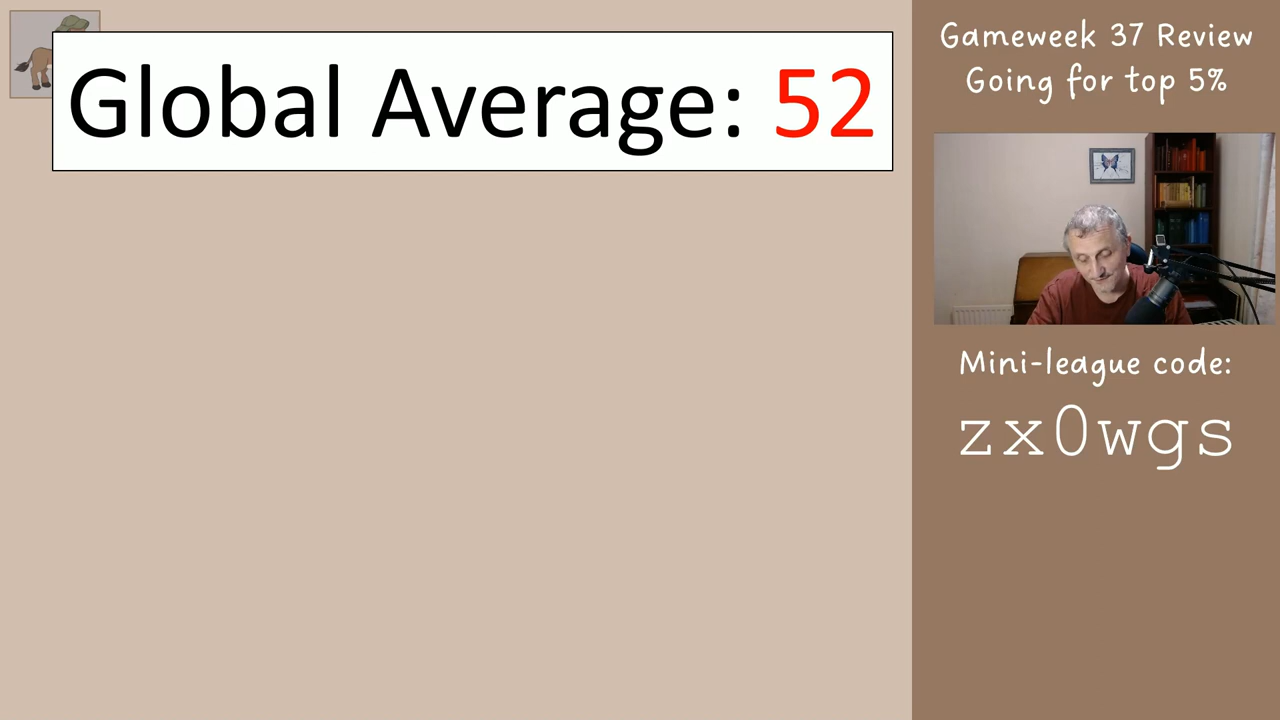 Global Average: 52
Gameweek 37 Review
Going for top 5%
Mini-league code:
zx0wgs